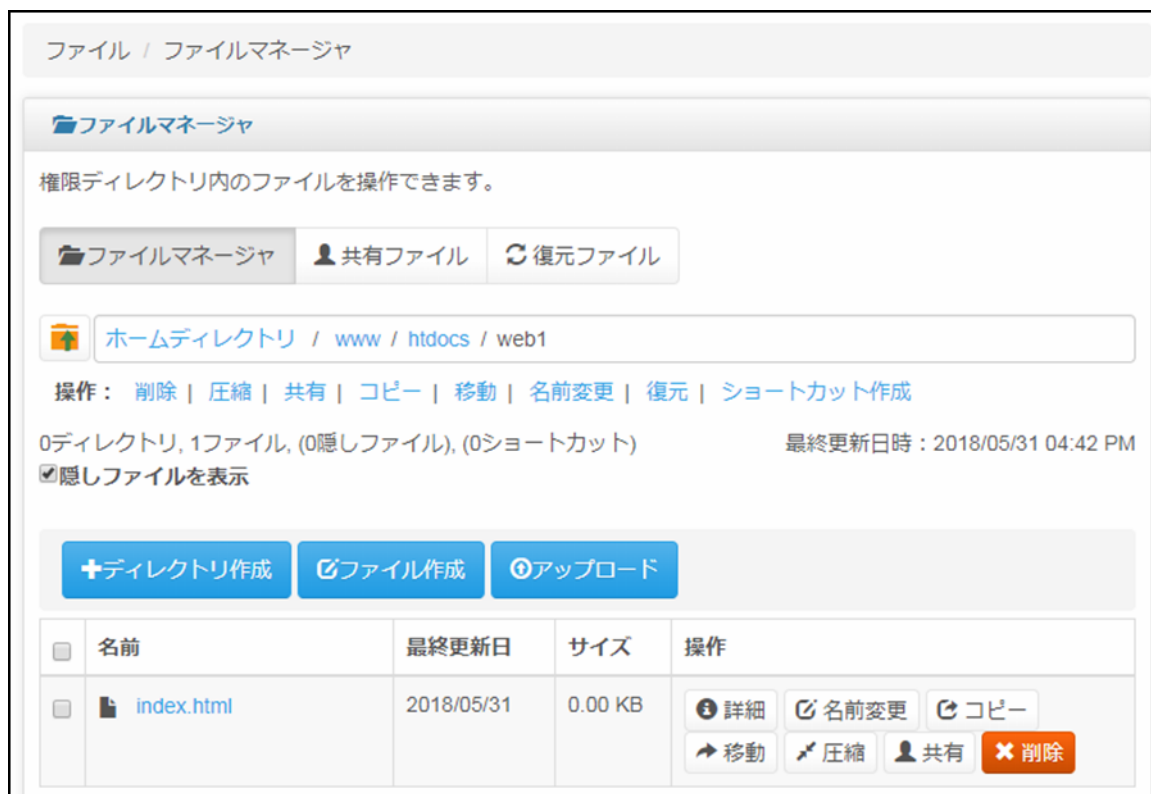 ファイル / ファイルマネージャ
ファイルマネージャ
権限ディレクトリ内のファイルを操作できます。
ファイルマネージャ 共有ファイル 復元ファイル
ホームディレクトリ / www / htdocs / web1
操作： 削除 | 圧縮 | 共有 | コピー | 移動 | 名前変更 | 復元 | ショートカット作成
0ディレクトリ, 1ファイル, (0隠しファイル), (0ショートカット) 最終更新日時：2018/05/31 04:42 PM
隠しファイルを表示
ディレクトリ作成 ファイル作成 アップロード
名前 最終更新日 サイズ 操作
index.html 2018/05/31 0.00 KB 詳細 名前変更 コピー
移動 圧縮 共有 削除